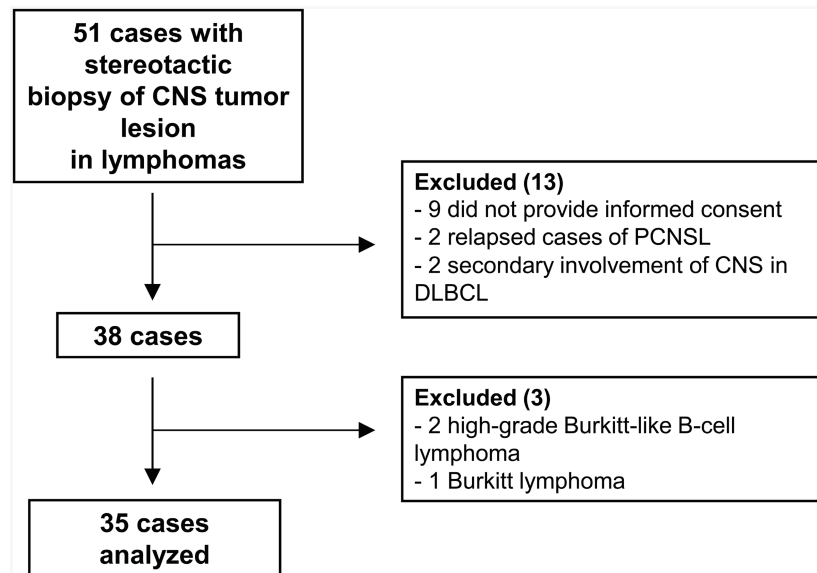 51 cases with
stereotactic
biopsy of CNS tumor
lesion
in lymphomas
Excluded (13)
- 9 did not provide informed consent
- 2 relapsed cases of PCNSL
- 2 secondary involvement of CNS in
DLBCL
38 cases
Excluded (3)
- 2 high-grade Burkitt-like B-cell
lymphoma
- 1 Burkitt lymphoma
35 cases
analyzed